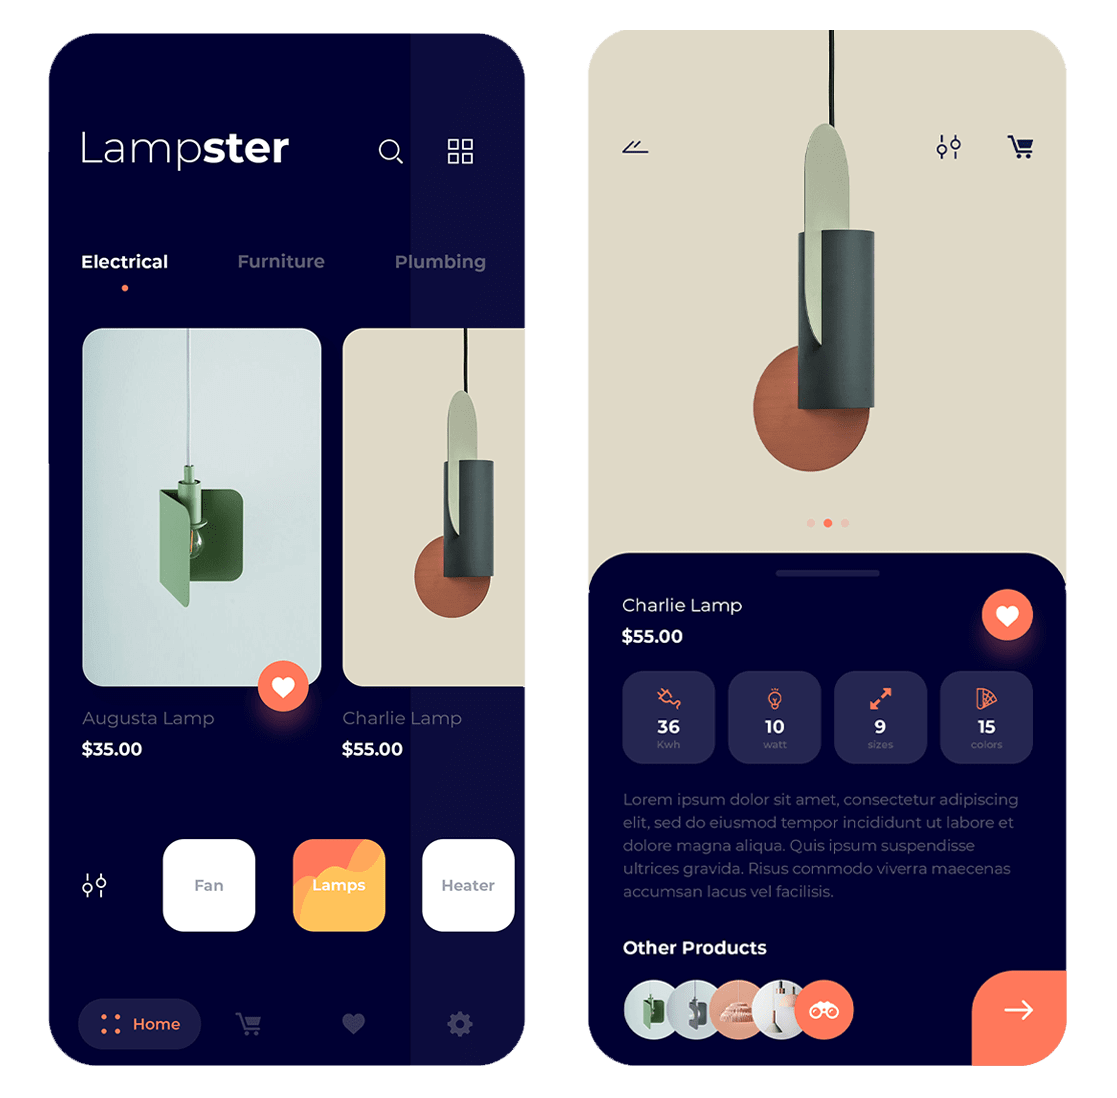 Lampster
Electrical Furniture Plumbing
Augusta Lamp
$35.00
Charlie Lamp
$55.00
Fan
Lamps
Heater
Home
Charlie Lamp
$55.00
36
Kwh
10
watt
9
sizes
15
colors
Lorem ipsum dolor sit amet, consectetur adipiscing
elit, sed do eiusmod tempor incididunt ut labore et
dolore magna aliqua. Quis ipsum suspendisse
ultrices gravida. Risus commodo viverra maecenas
accumsan lacus vel facilisis.
Other Products